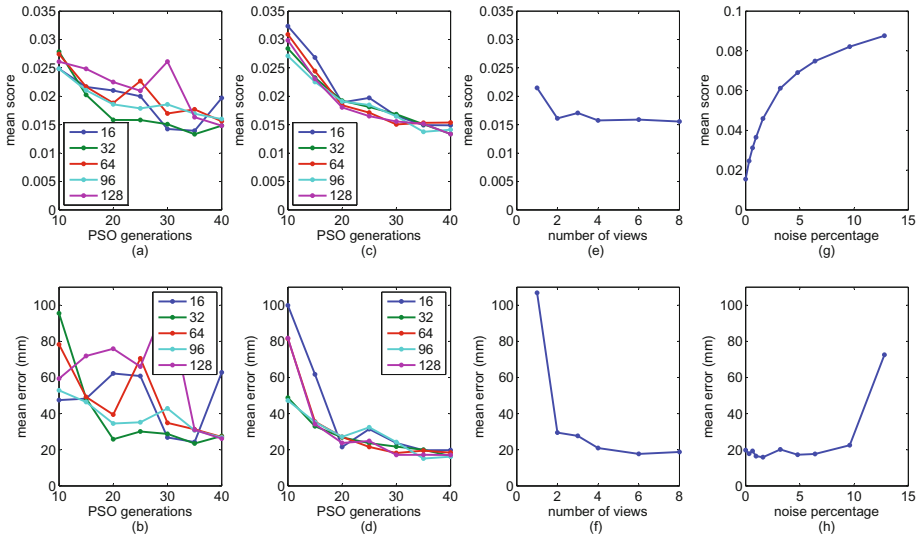 0.035
0.03
0.025
0.02
0.015
0.01
0.005
0
mean score
16
32
64
96
128
10 20 30 40
PSO generations
(a)
0.035
0.03
0.025
0.02
0.015
0.01
0.005
0
mean score
16
32
64
96
128
10 20 30 40
PSO generations
(c)
0.035
0.03
0.025
0.02
0.015
0.01
0.005
0
mean score
0 2 4 6 8
number of views
(e)
0.1
0.08
0.06
0.04
0.02
0
mean score
0 5 10 15
noise percentage
(g)
100
80
60
40
20
0
mean error (mm)
16
32
64
96
128
10 20 30 40
PSO generations
(b)
100
80
60
40
20
0
mean error (mm)
16
32
64
96
128
10 20 30 40
PSO generations
(d)
100
80
60
40
20
0
mean error (mm)
0 2 4 6 8
number of views
(f)
100
80
60
40
20
0
mean error (mm)
0 5 10 15
noise percentage
(h)